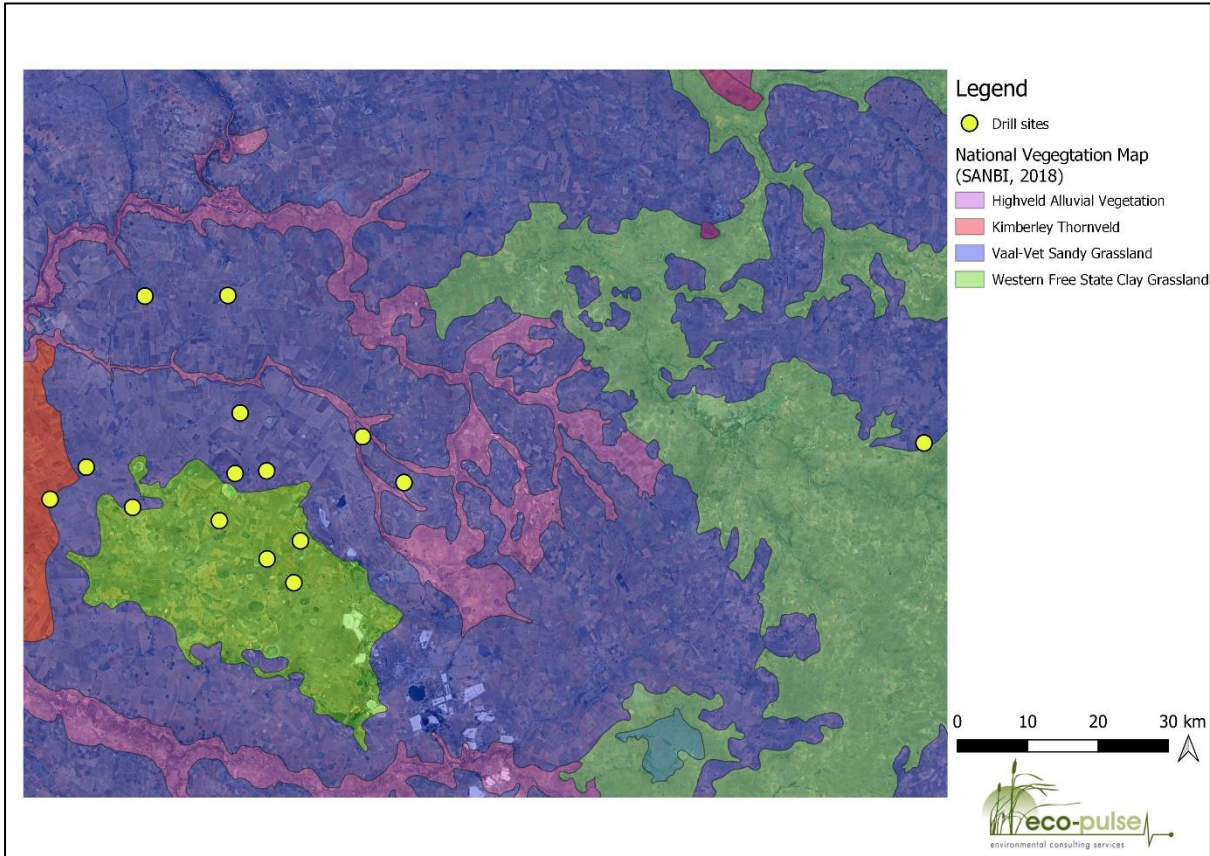 Legend
Drill sites
National Vegegtation Map
(SANBI, 2018)
Highveld Alluvial Vegetation
Kimberley Thornveld
Vaal-Vet Sandy Grassland
Western Free State Clay Grassland
0 10 20 30 km
eco-pulse
environmental consulting services